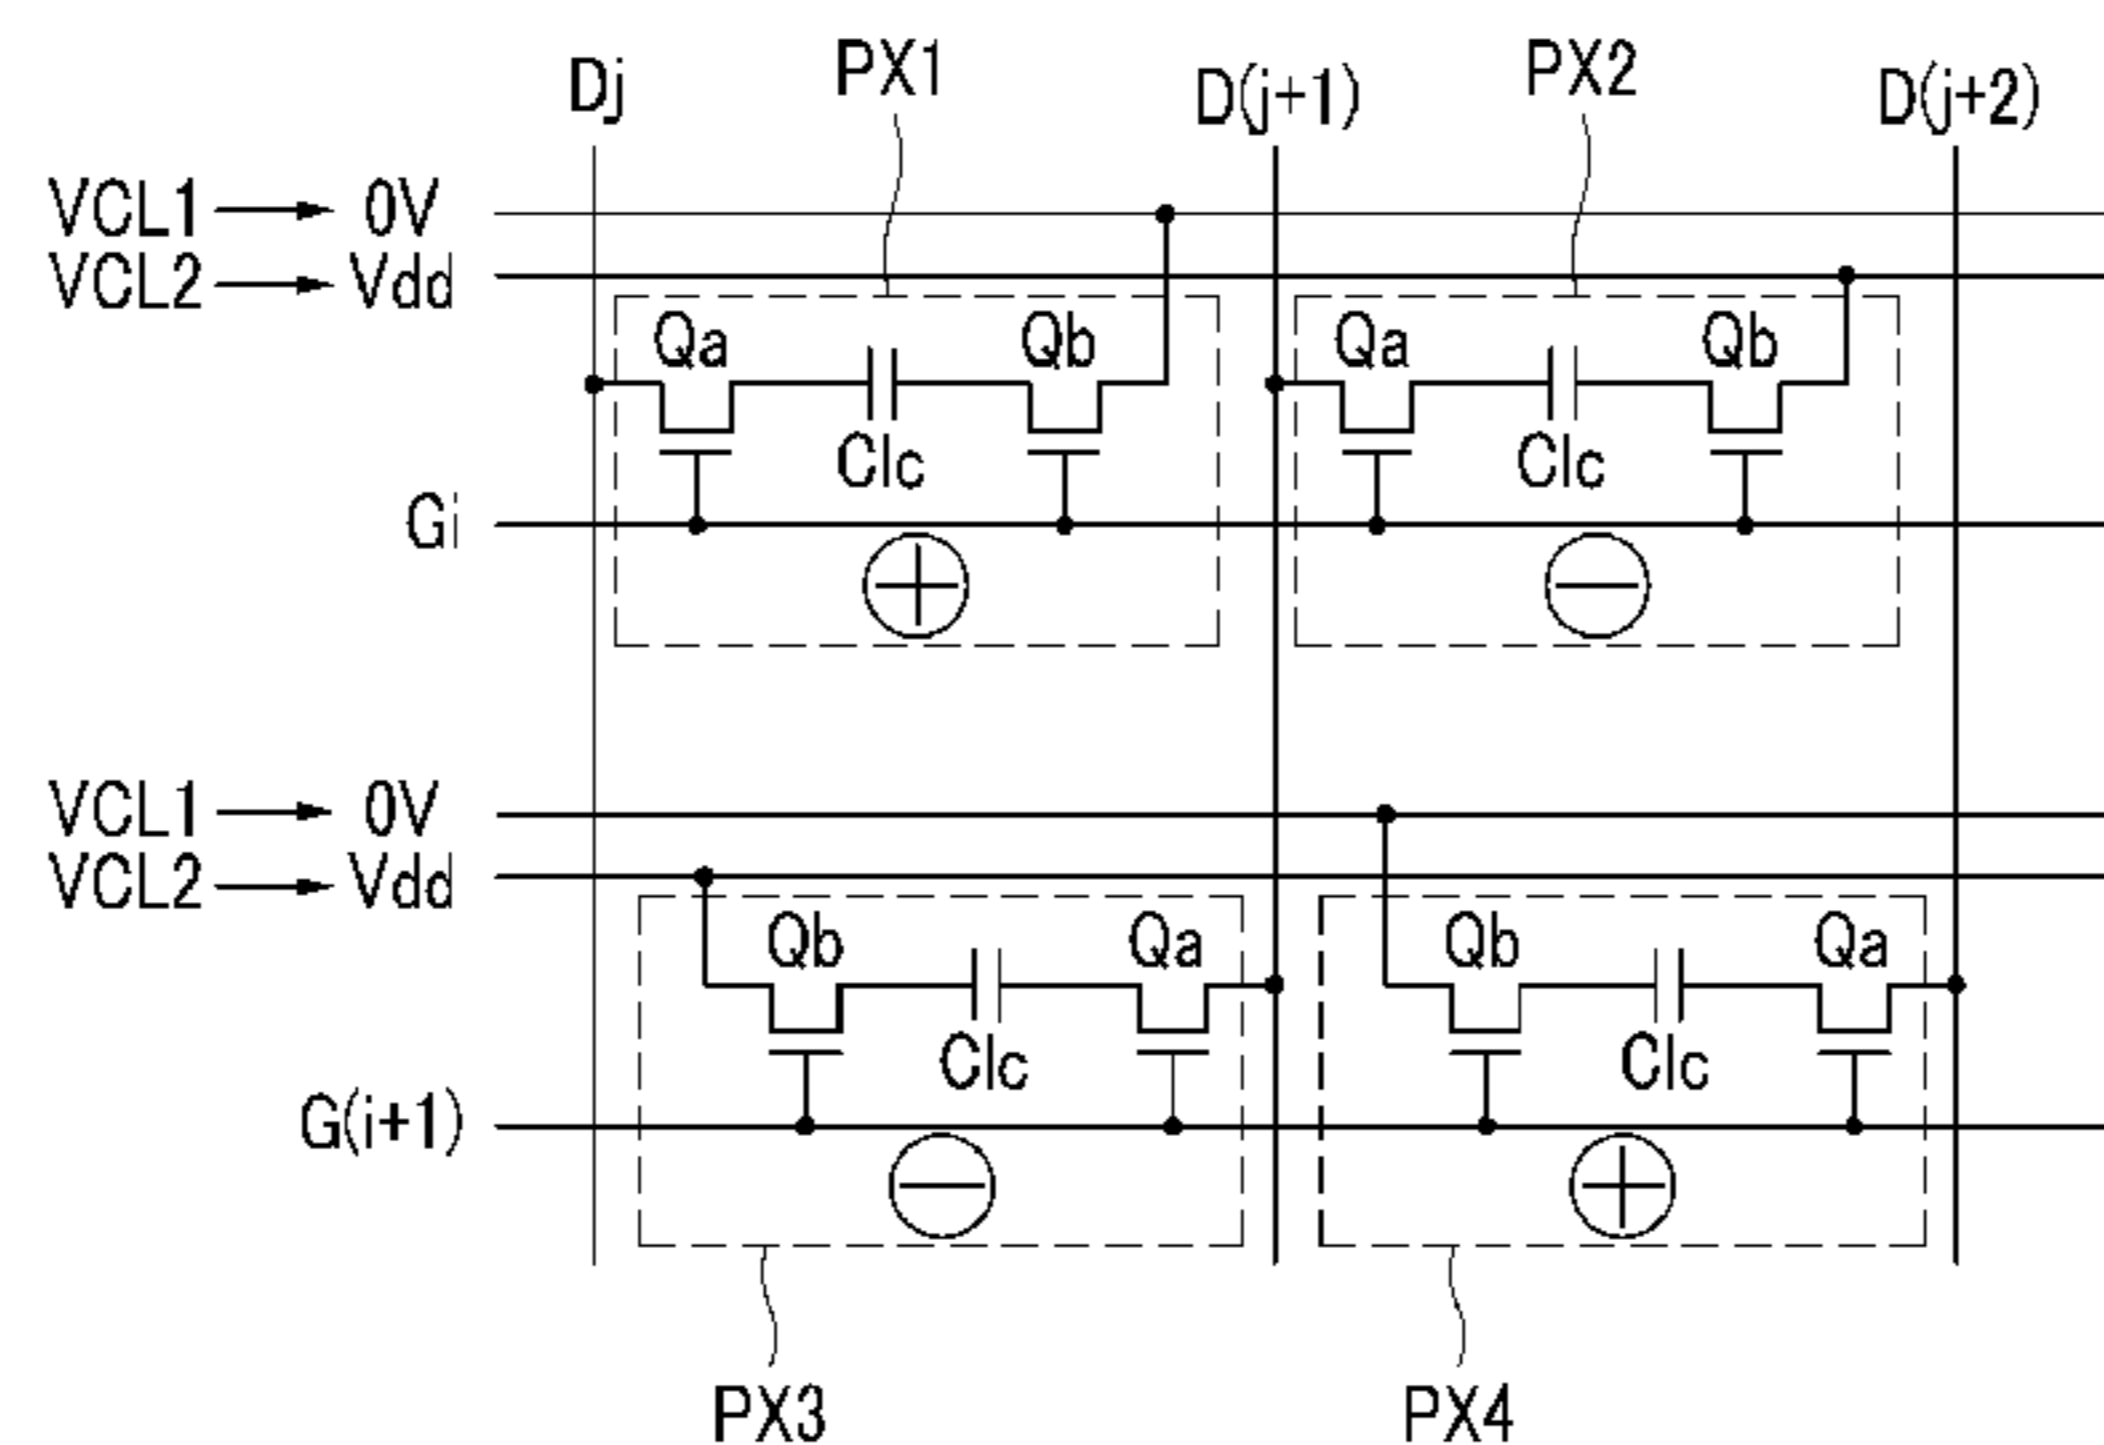 Dj PX1 D(j+1) PX2 D(j+2)
VCL1 0V
VCL2 Vdd
Qa Qb Qa Qb
Clc Clc
Gi
VCL1 0V
VCL2 Vdd
Qb Qa Qb Qa
Clc Clc
G(i+1)
PX3 PX4